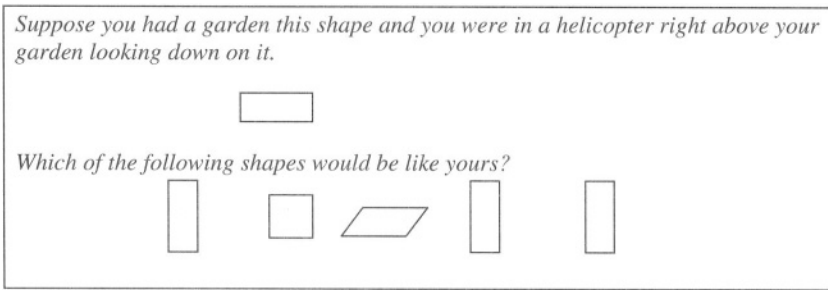 Suppose you had a garden this shape and you were in a helicopter right above your
garden looking down on it.
Which of the following shapes would be like yours?